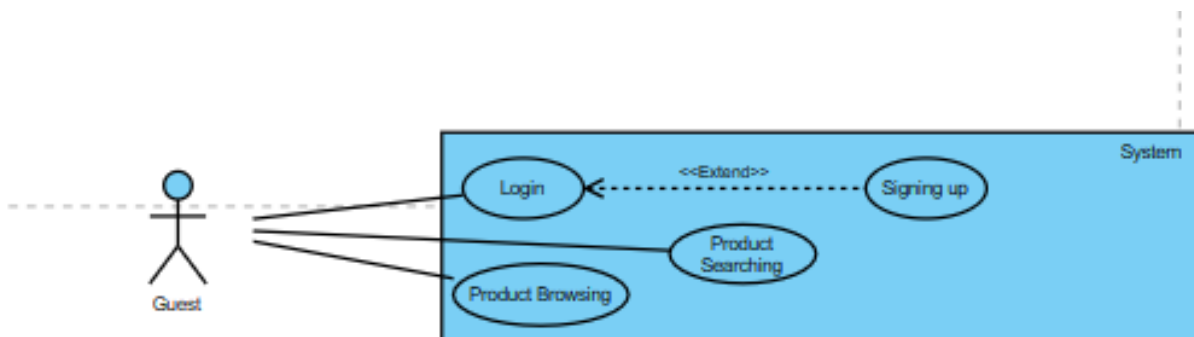 System
Login
<<Extend>>
Signing up
Product
Searching
Product Browsing
Guest